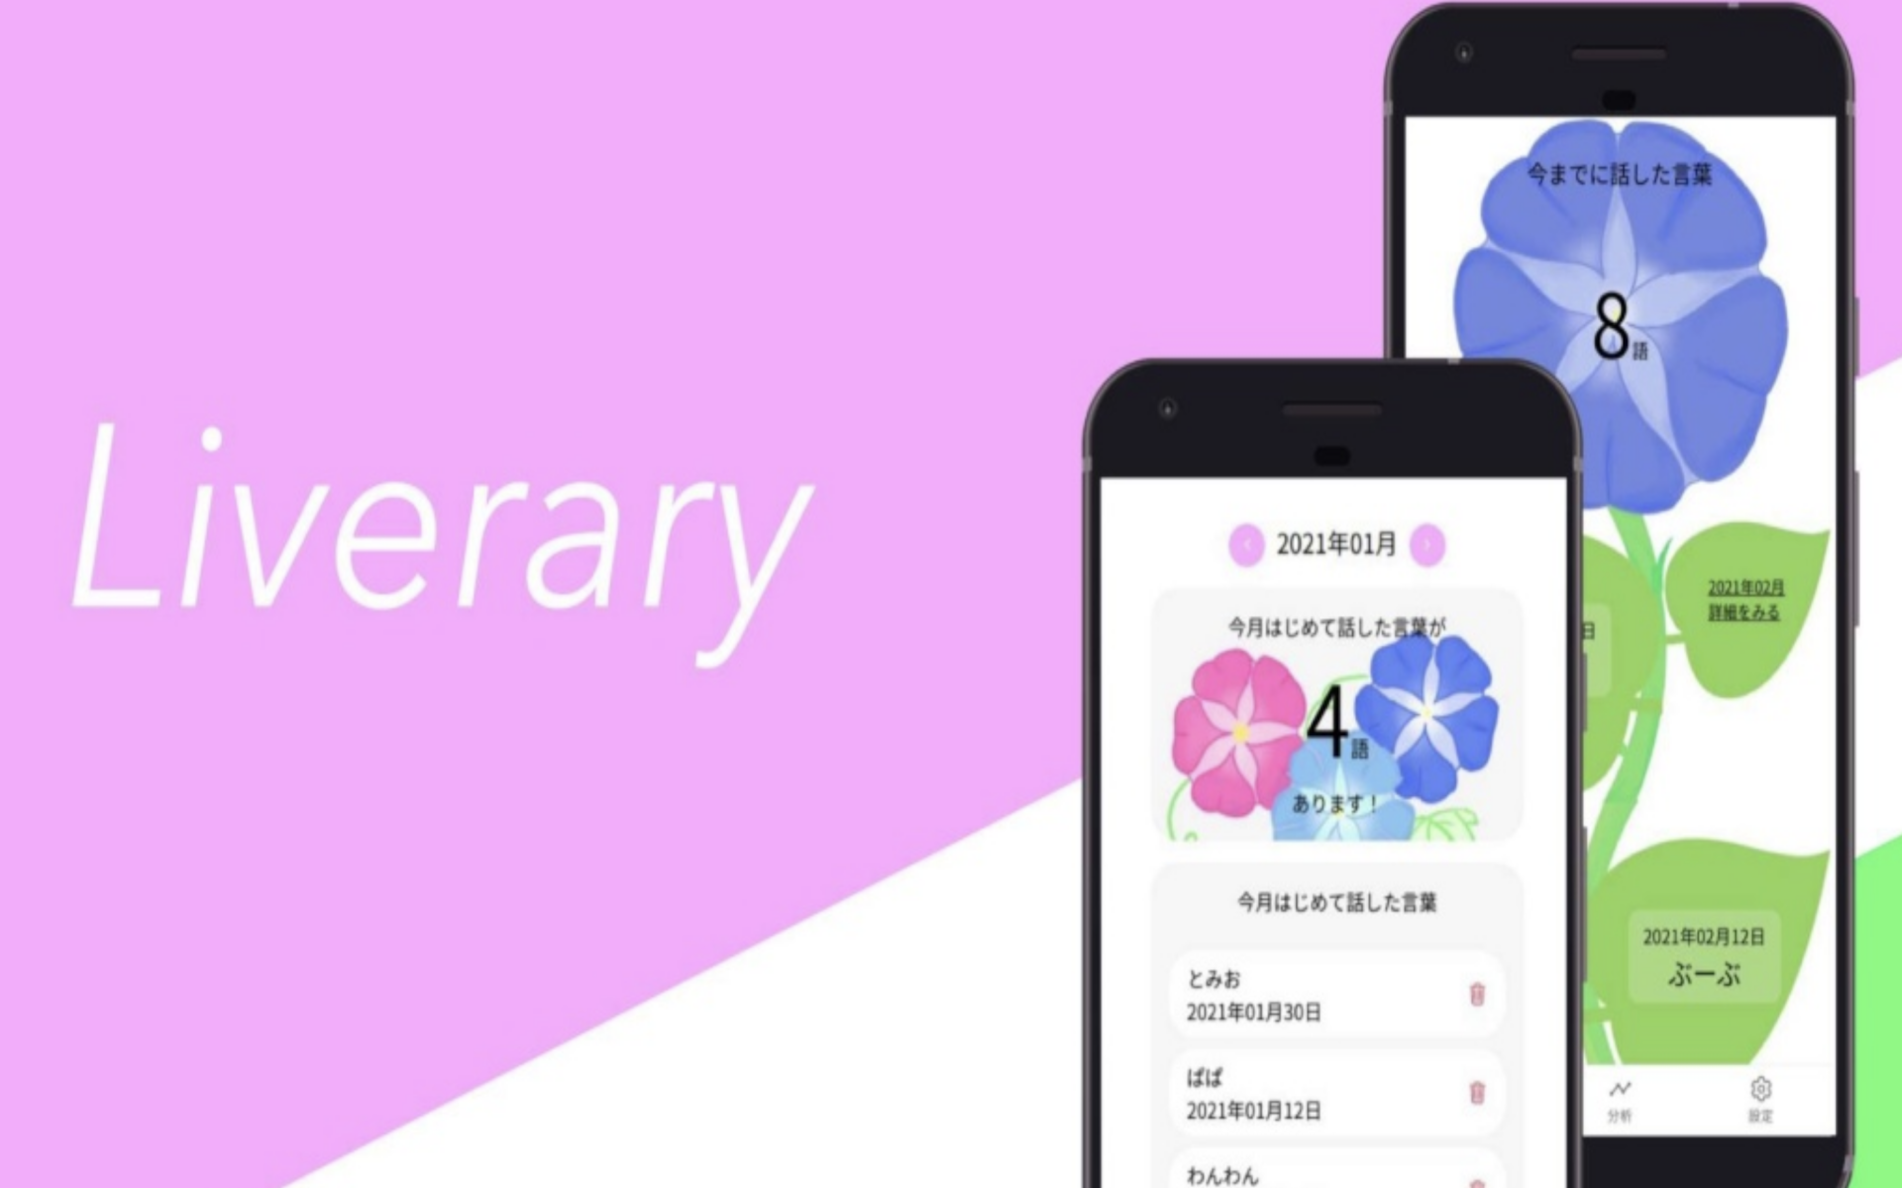 Liverary
今までに話した言葉
8語
2021年02月
詳細をみる
日
2021年02月12日
ぶーぶ
分析
設定
2021年01月
今月はじめて話した言葉が
4語
あります！
今月はじめて話した言葉
とみお
2021年01月30日
ぱぱ
2021年01月12日
わんわん